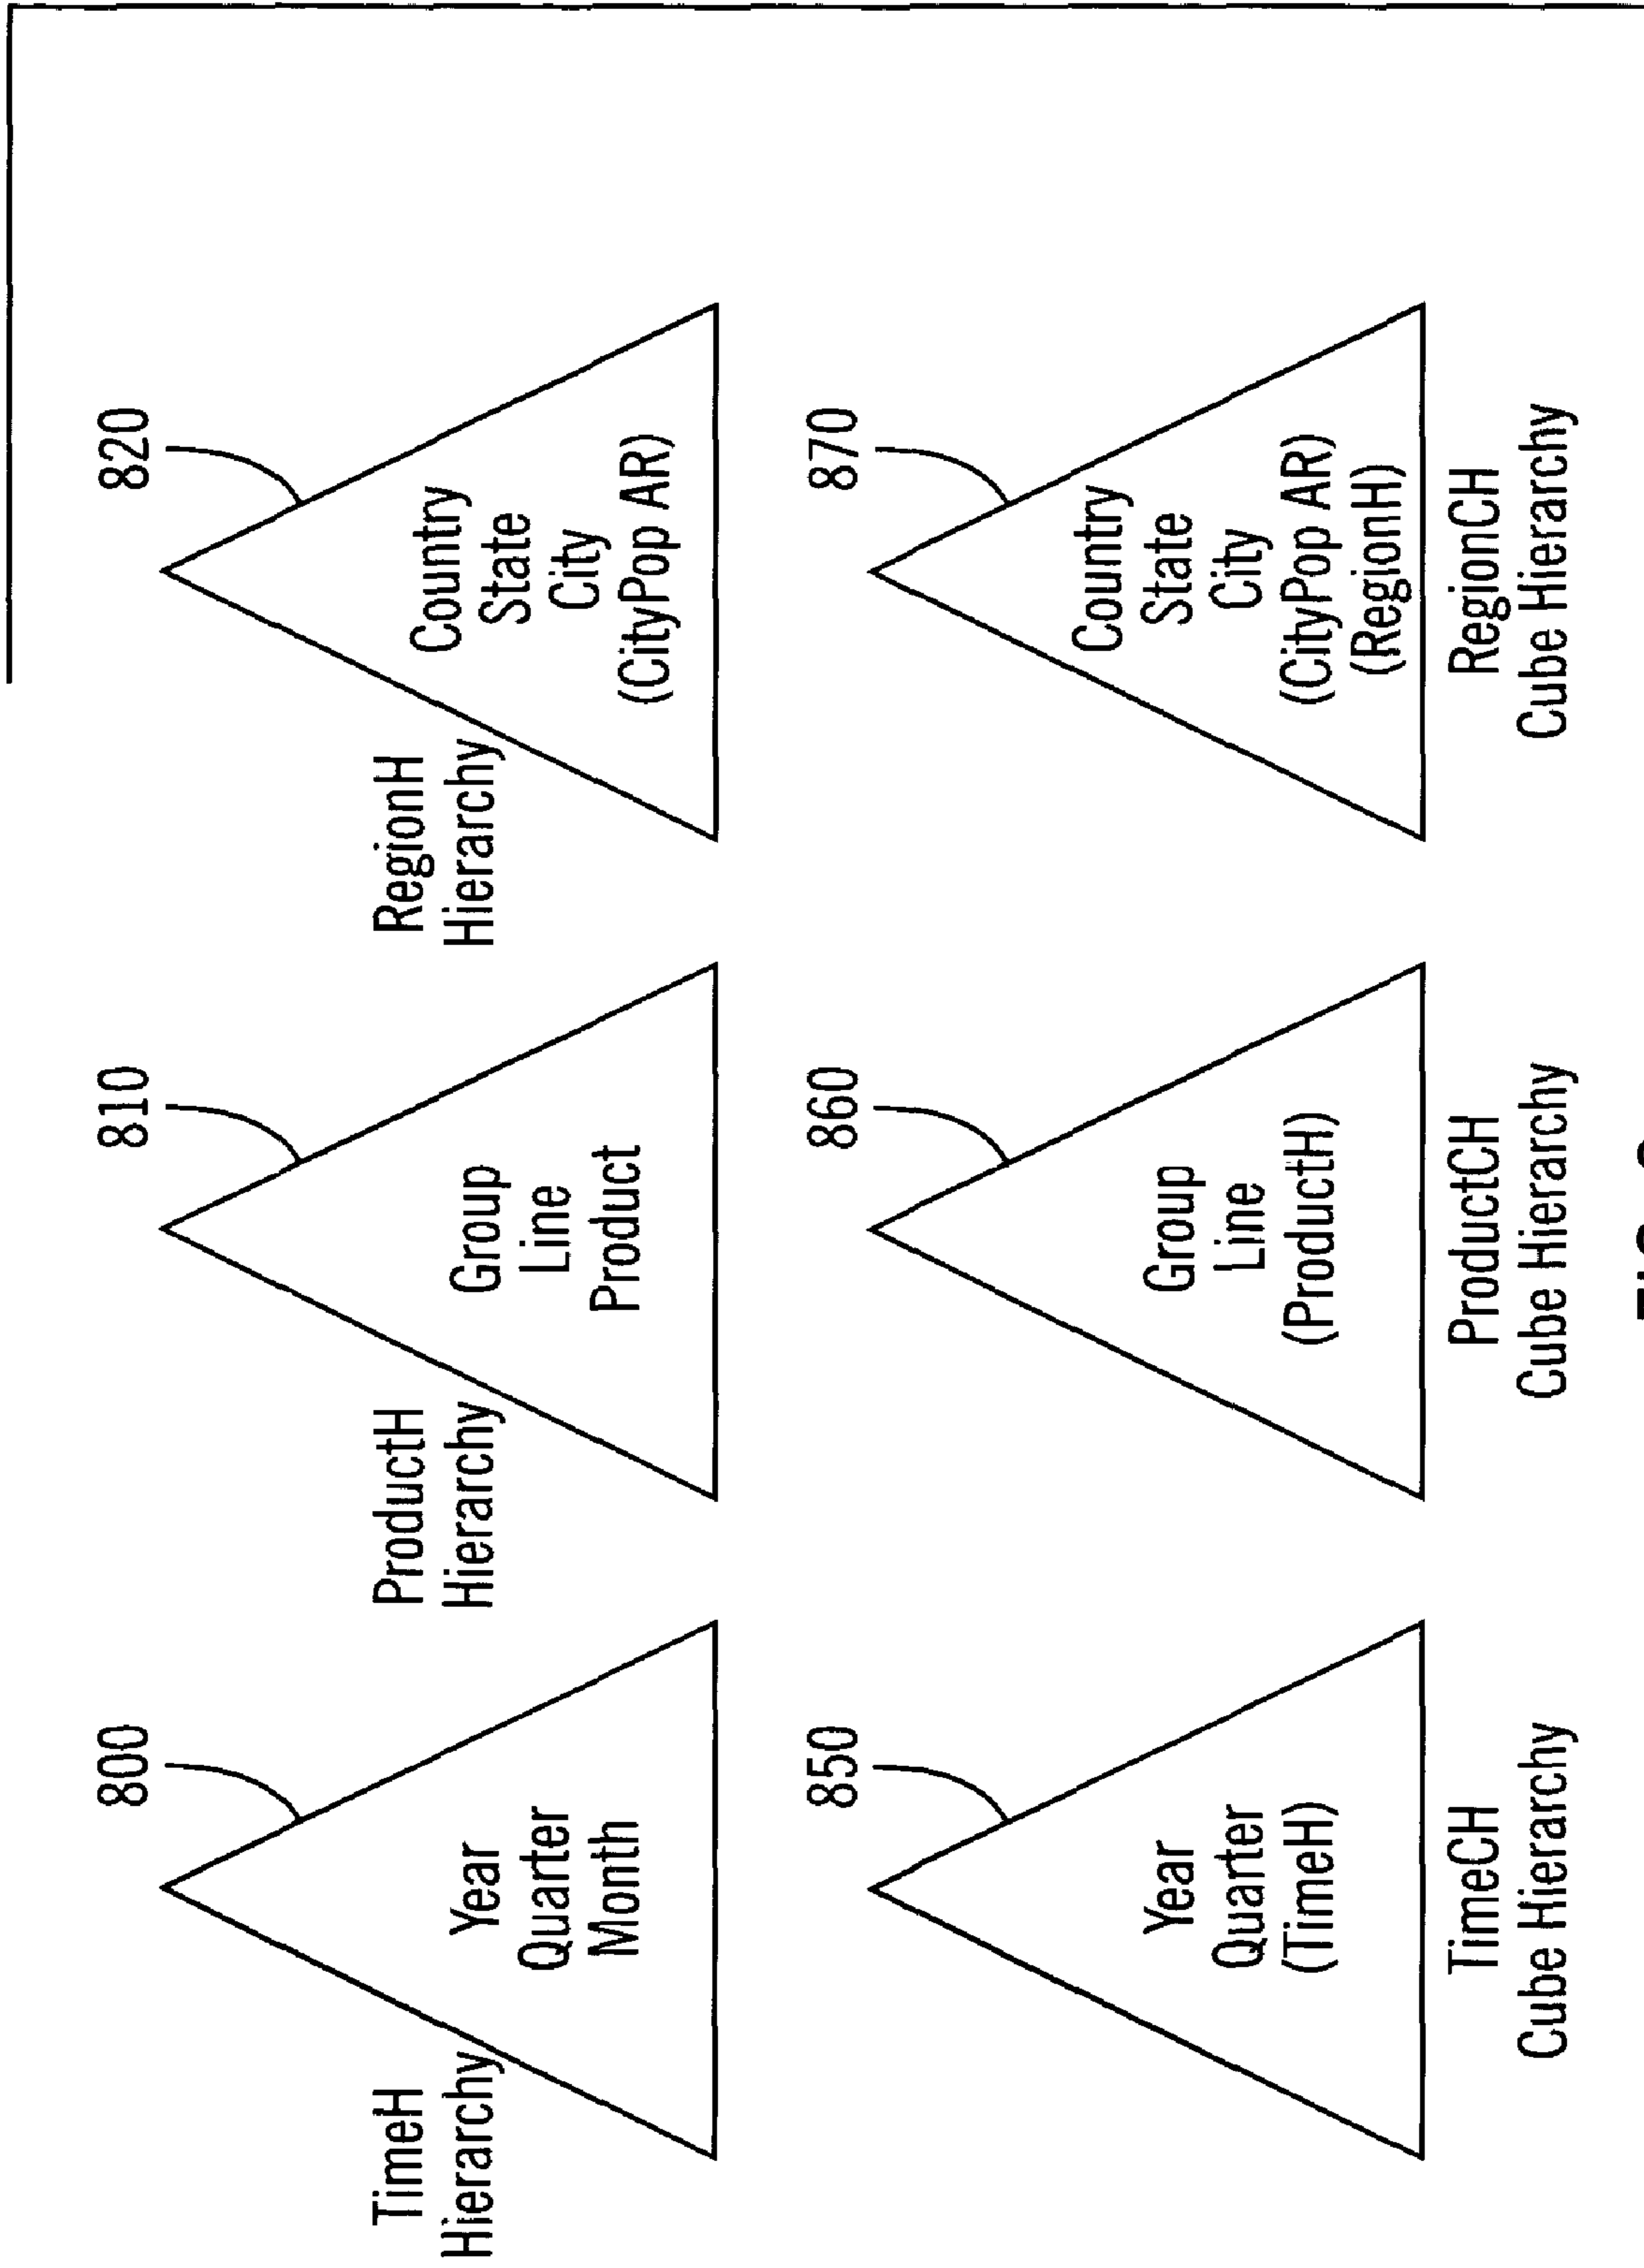 800
TimeH
Hierarchy
Year
Quarter
Month
810
ProductH
Hierarchy
Group
Line
Product
820
RegionH
Hierarchy
Country
State
City
(CityPop AR)
850
Year
Quarter
(TimeH)
TimeCH
Cube Hierarchy
860
Group
Line
(ProductH)
ProductCH
Cube Hierarchy
870
Country
State
City
(CityPop AR)
(RegionH)
RegionCH
Cube Hierarchy